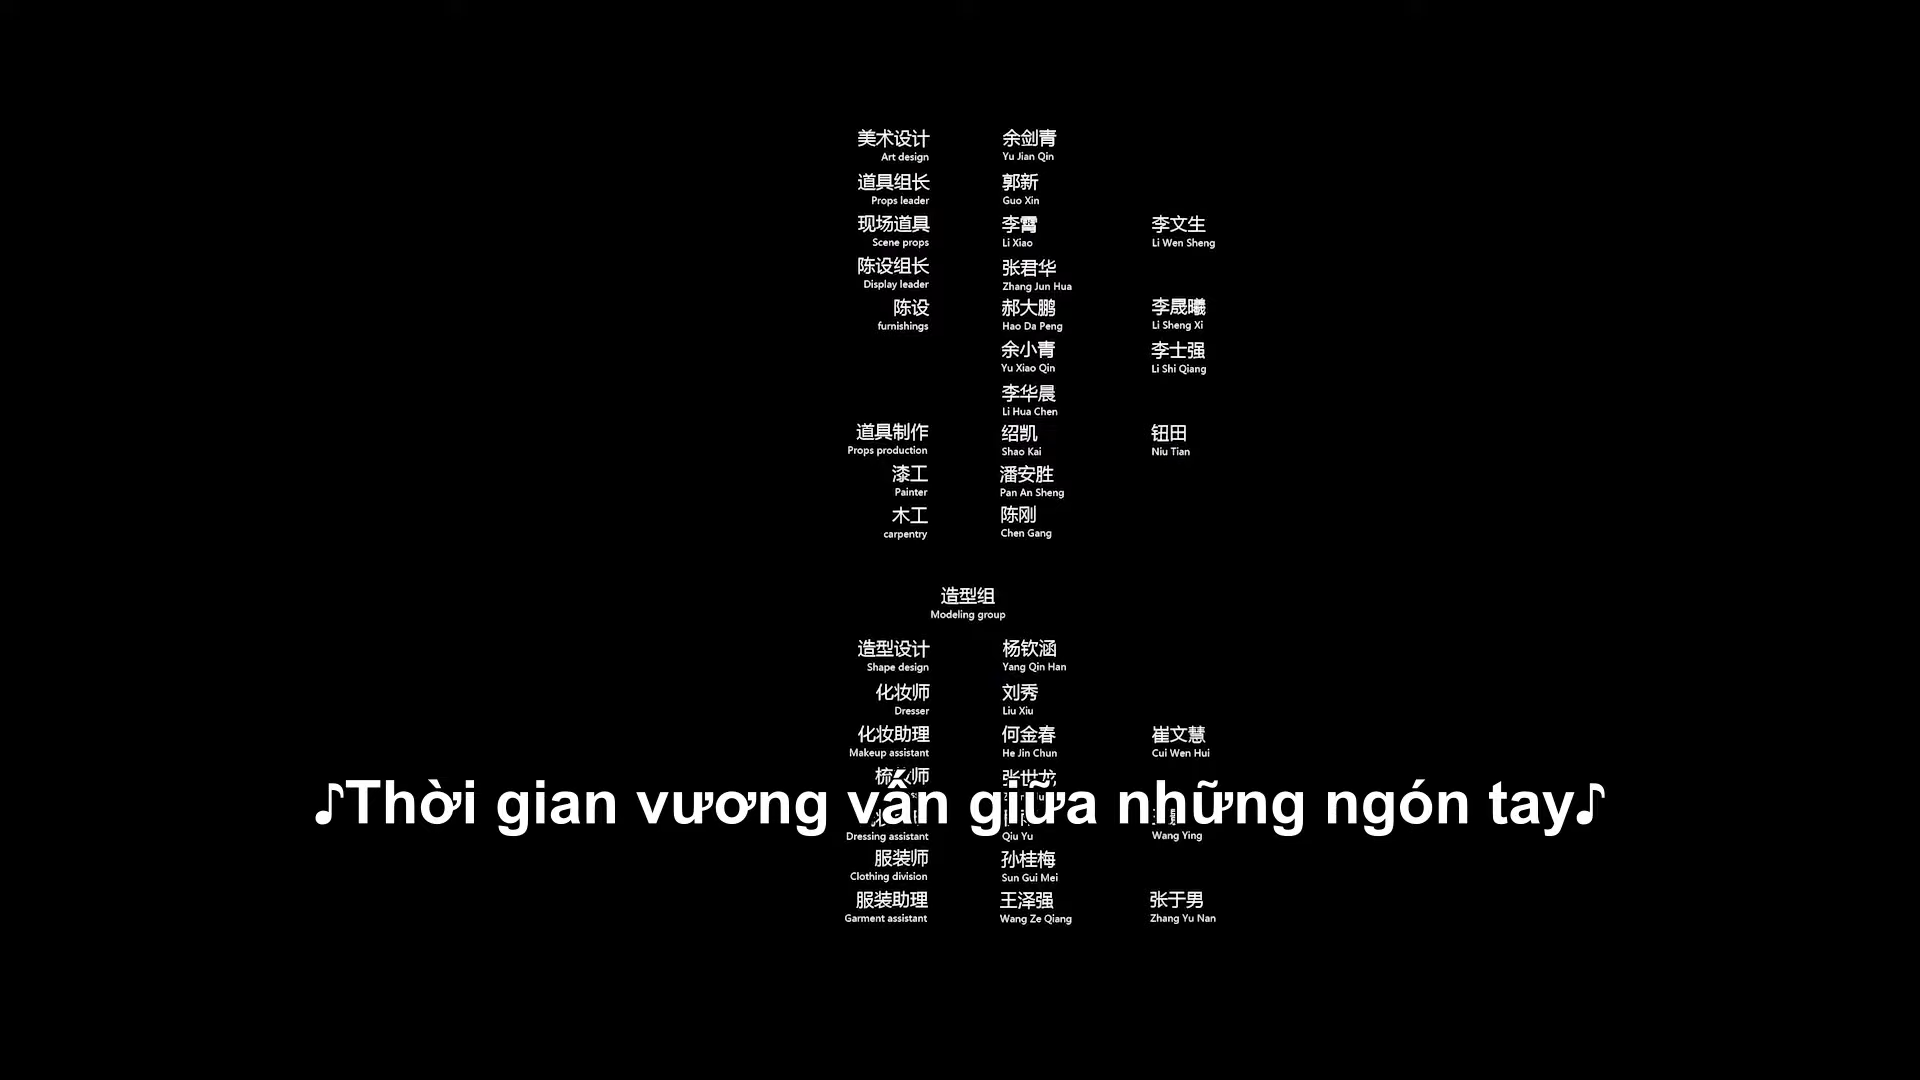 美术设计 余剑青
Art design Yu Jian Qin
道具组长 郭新
Props leader Guo Xin
现场道具 李霄 李文生
Scene props Li Xiao Li Wen Sheng
陈设组长 张君华
Display leader Zhang Jun Hua
陈设 郝大鹏 李晟曦
furnishings Hao Da Peng Li Sheng Xi
余小青 李士强
Yu Xiao Qin Li Shi Qiang
李华晨
Li Hua Chen
道具制作 绍凯 钮田
Props production Shao Kai Niu Tian
漆工 潘安胜
Painter Pan An Sheng
木工 陈刚
carpentry Chen Gang
造型组
Modeling group
造型设计 杨钦涵
Shape design Yang Qin Han
化妆师 刘秀
Dresser Liu Xiu
化妆助理 何金春 崔文慧
Makeup assistant He Jin Chun Cui Wen Hui
张世龙
♪Thời gian vương vấn giữa những ngón tay♪
Dressing assistant Qiu Yu Wang Ying
服装师 孙桂梅
Clothing division Sun Gui Mei
服装助理 王泽强 张于男
Garment assistant Wang Ze Qiang Zhang Yu Nan